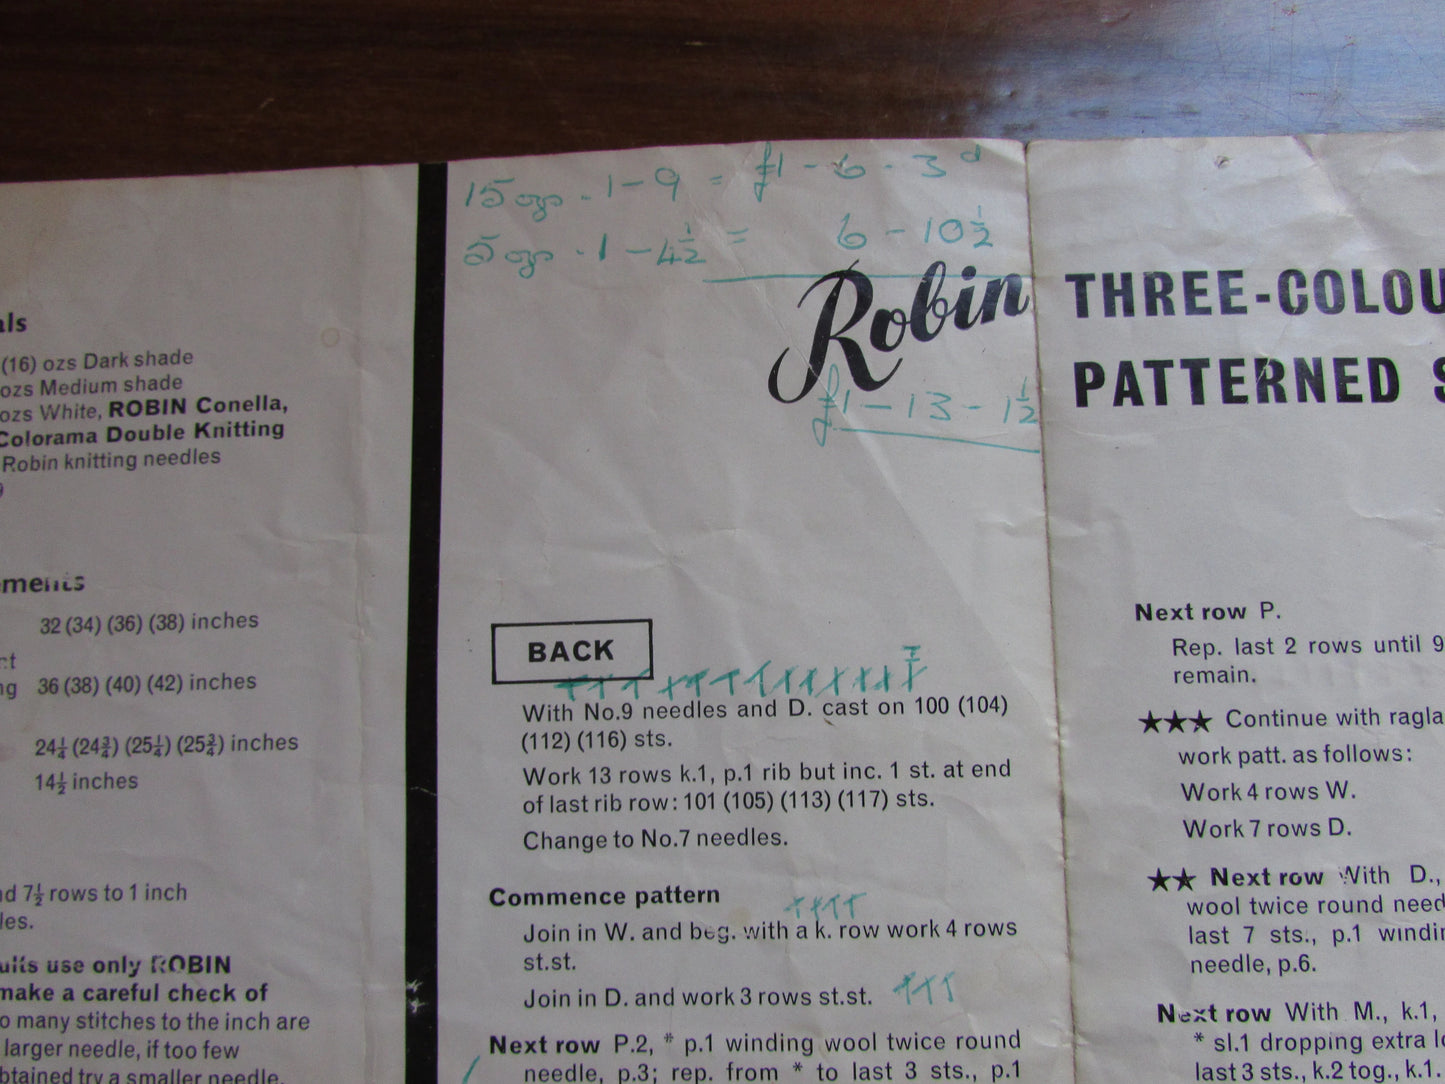 15 ozs . 1 - 9 = £1 - 6 - 3d
5 ozs . 1 - 4½ = 6 - 10½
Robin
£1 - 13 - 1½
THREE-COLOU
PATTERNED S
als
(16) ozs Dark shade
ozs Medium shade
ozs White, ROBIN Conella,
Colorama Double Knitting
Robin knitting needles
9
ements
32 (34) (36) (38) inches
36 (38) (40) (42) inches
24¼ (24¾) (25¼) (25¾) inches
14½ inches
nd 7½ rows to 1 inch
les.
ults use only ROBIN
make a careful check of
o many stitches to the inch are
larger needle, if too few
btained try a smaller needle.
BACK
With No.9 needles and D. cast on 100 (104)
(112) (116) sts.
Work 13 rows k.1, p.1 rib but inc. 1 st. at end
of last rib row: 101 (105) (113) (117) sts.
Change to No.7 needles.
Commence pattern
Join in W. and beg. with a k. row work 4 rows
st.st.
Join in D. and work 3 rows st.st.
Next row P.2, * p.1 winding wool twice round
needle, p.3; rep. from * to last 3 sts., p.1
Next row P.
Rep. last 2 rows until 9
remain.
★★★ Continue with ragla
work patt. as follows:
Work 4 rows W.
Work 7 rows D.
★★ Next row With D.,
wool twice round need
last 7 sts., p.1 windin
needle, p.6.
Next row With M., k.1,
* sl.1 dropping extra lo
last 3 sts., k.2 tog., k.1.